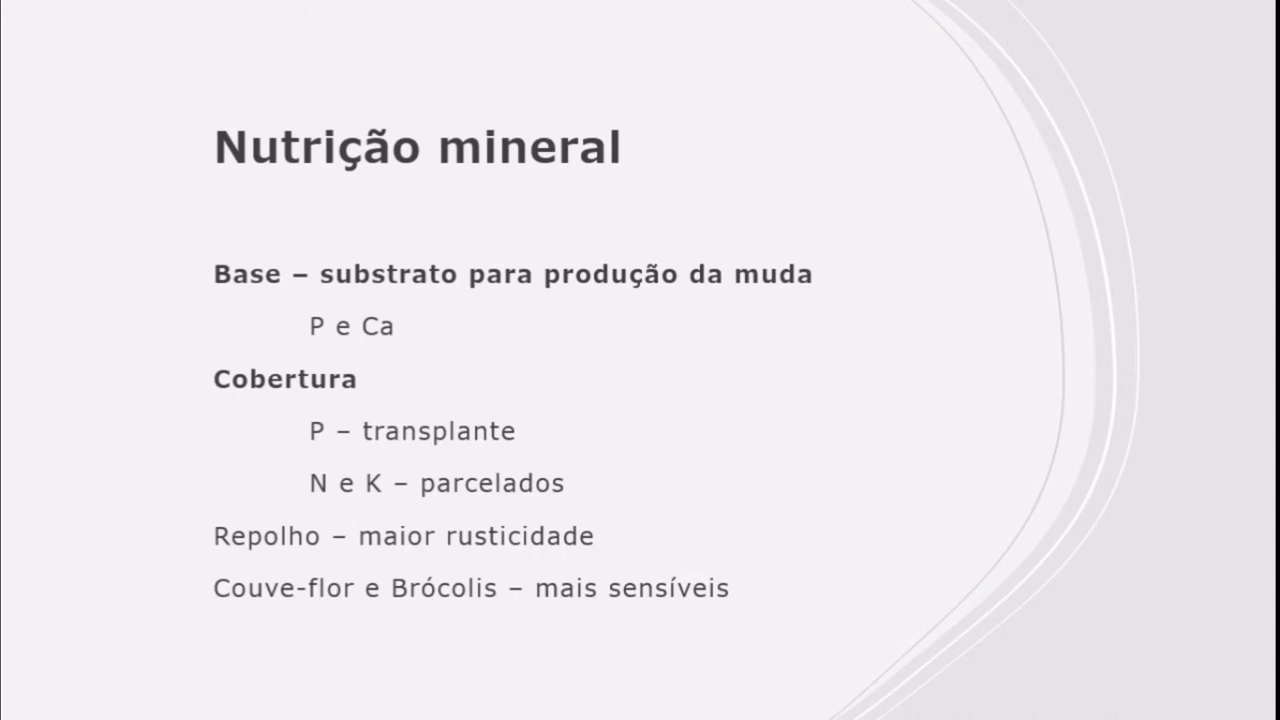 Nutrição mineral
Base – substrato para produção da muda
P e Ca
Cobertura
P – transplante
N e K – parcelados
Repolho – maior rusticidade
Couve-flor e Brócolis – mais sensíveis